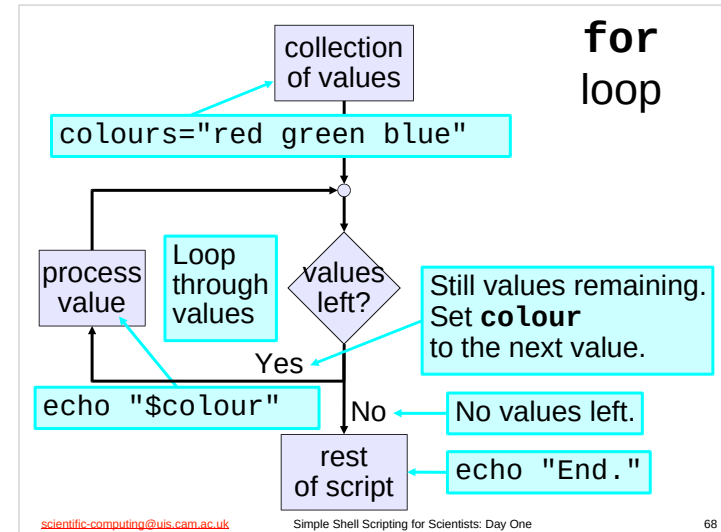 for
loop
collection
of values
colours="red green blue"
Loop
through
values
process
value
values
left?
Still values remaining.
Set colour
to the next value.
Yes
echo "$colour"
No
No values left.
rest
of script
echo "End."
scientific-computing@uis.cam.ac.uk
Simple Shell Scripting for Scientists: Day One
68